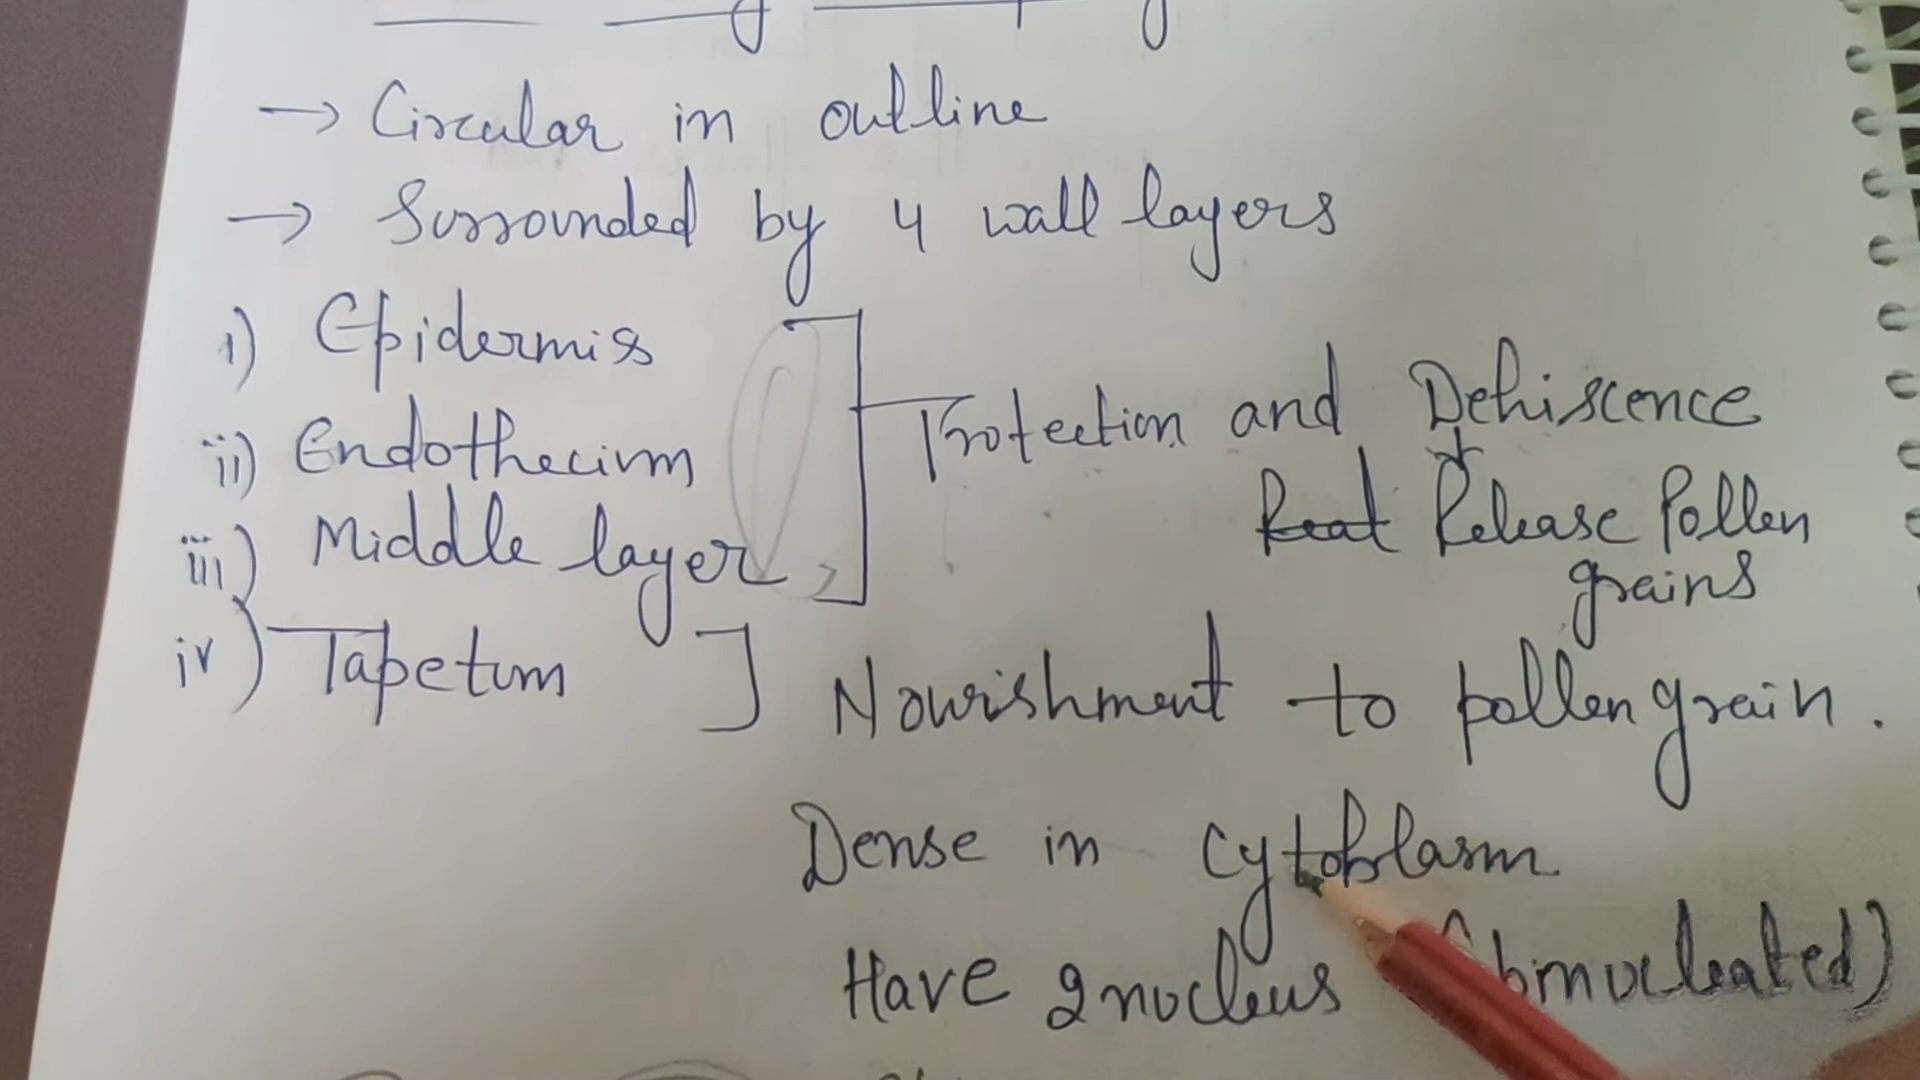 → Circular in outline
→ Surrounded by 4 wall layers
i) Epidermis
ii) Endothecium
iii) Middle layer
Protection and Dehiscence
Release Pollen
grains
iv) Tapetum ] Nourishment to pollen grain.
Dense in cytoplasm
Have 2 nucleus (binucleated)